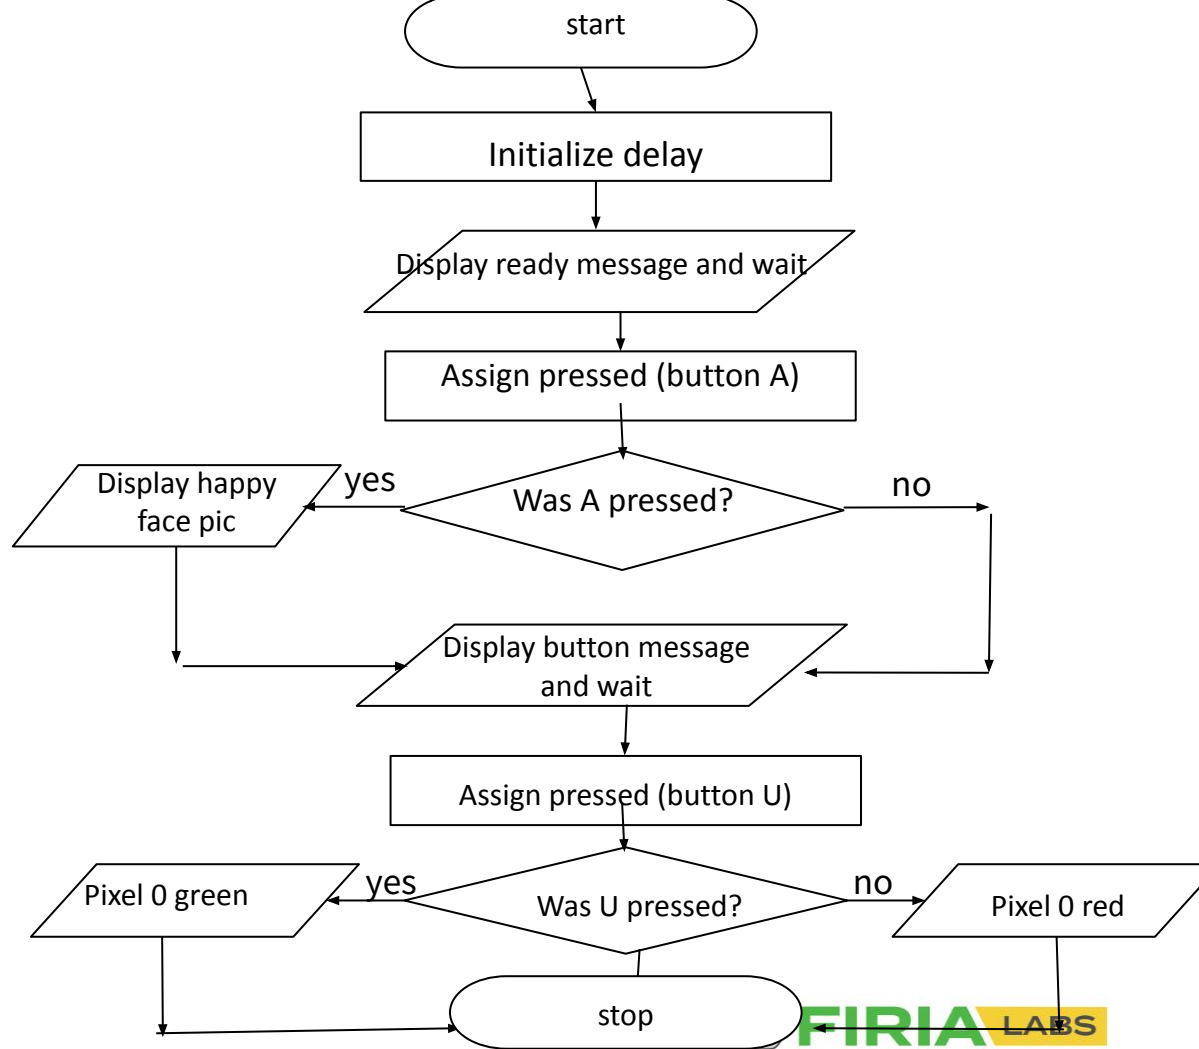 start
Initialize delay
Display ready message and wait
Assign pressed (button A)
Display happy
face pic
yes
Was A pressed?
no
Display button message
and wait
Assign pressed (button U)
Pixel 0 green
yes
Was U pressed?
no
Pixel 0 red
stop
FIRIA LABS